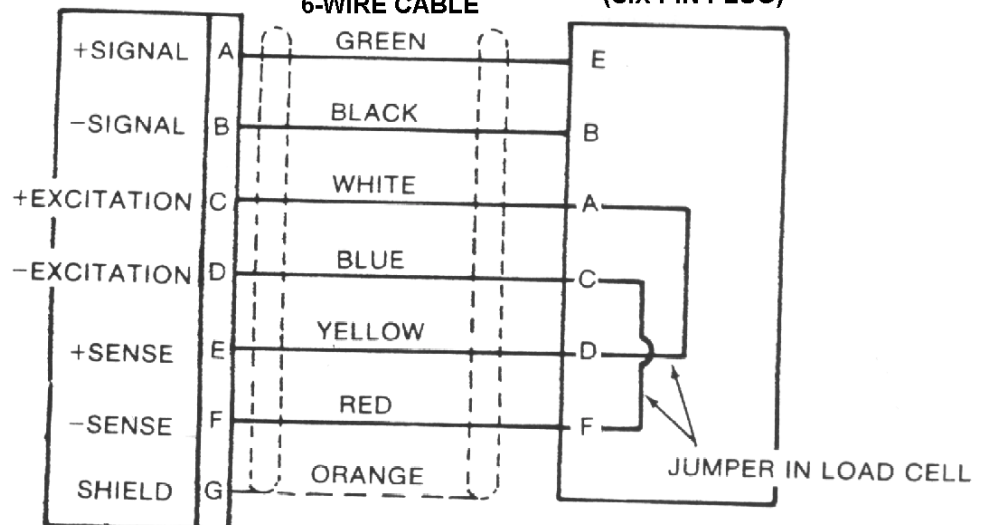 6-WIRE CABLE
+SIGNAL A GREEN E
−SIGNAL B BLACK B
+EXCITATION C WHITE A
−EXCITATION D BLUE C
+SENSE E YELLOW D
−SENSE F RED F
SHIELD G ORANGE
JUMPER IN LOAD CELL